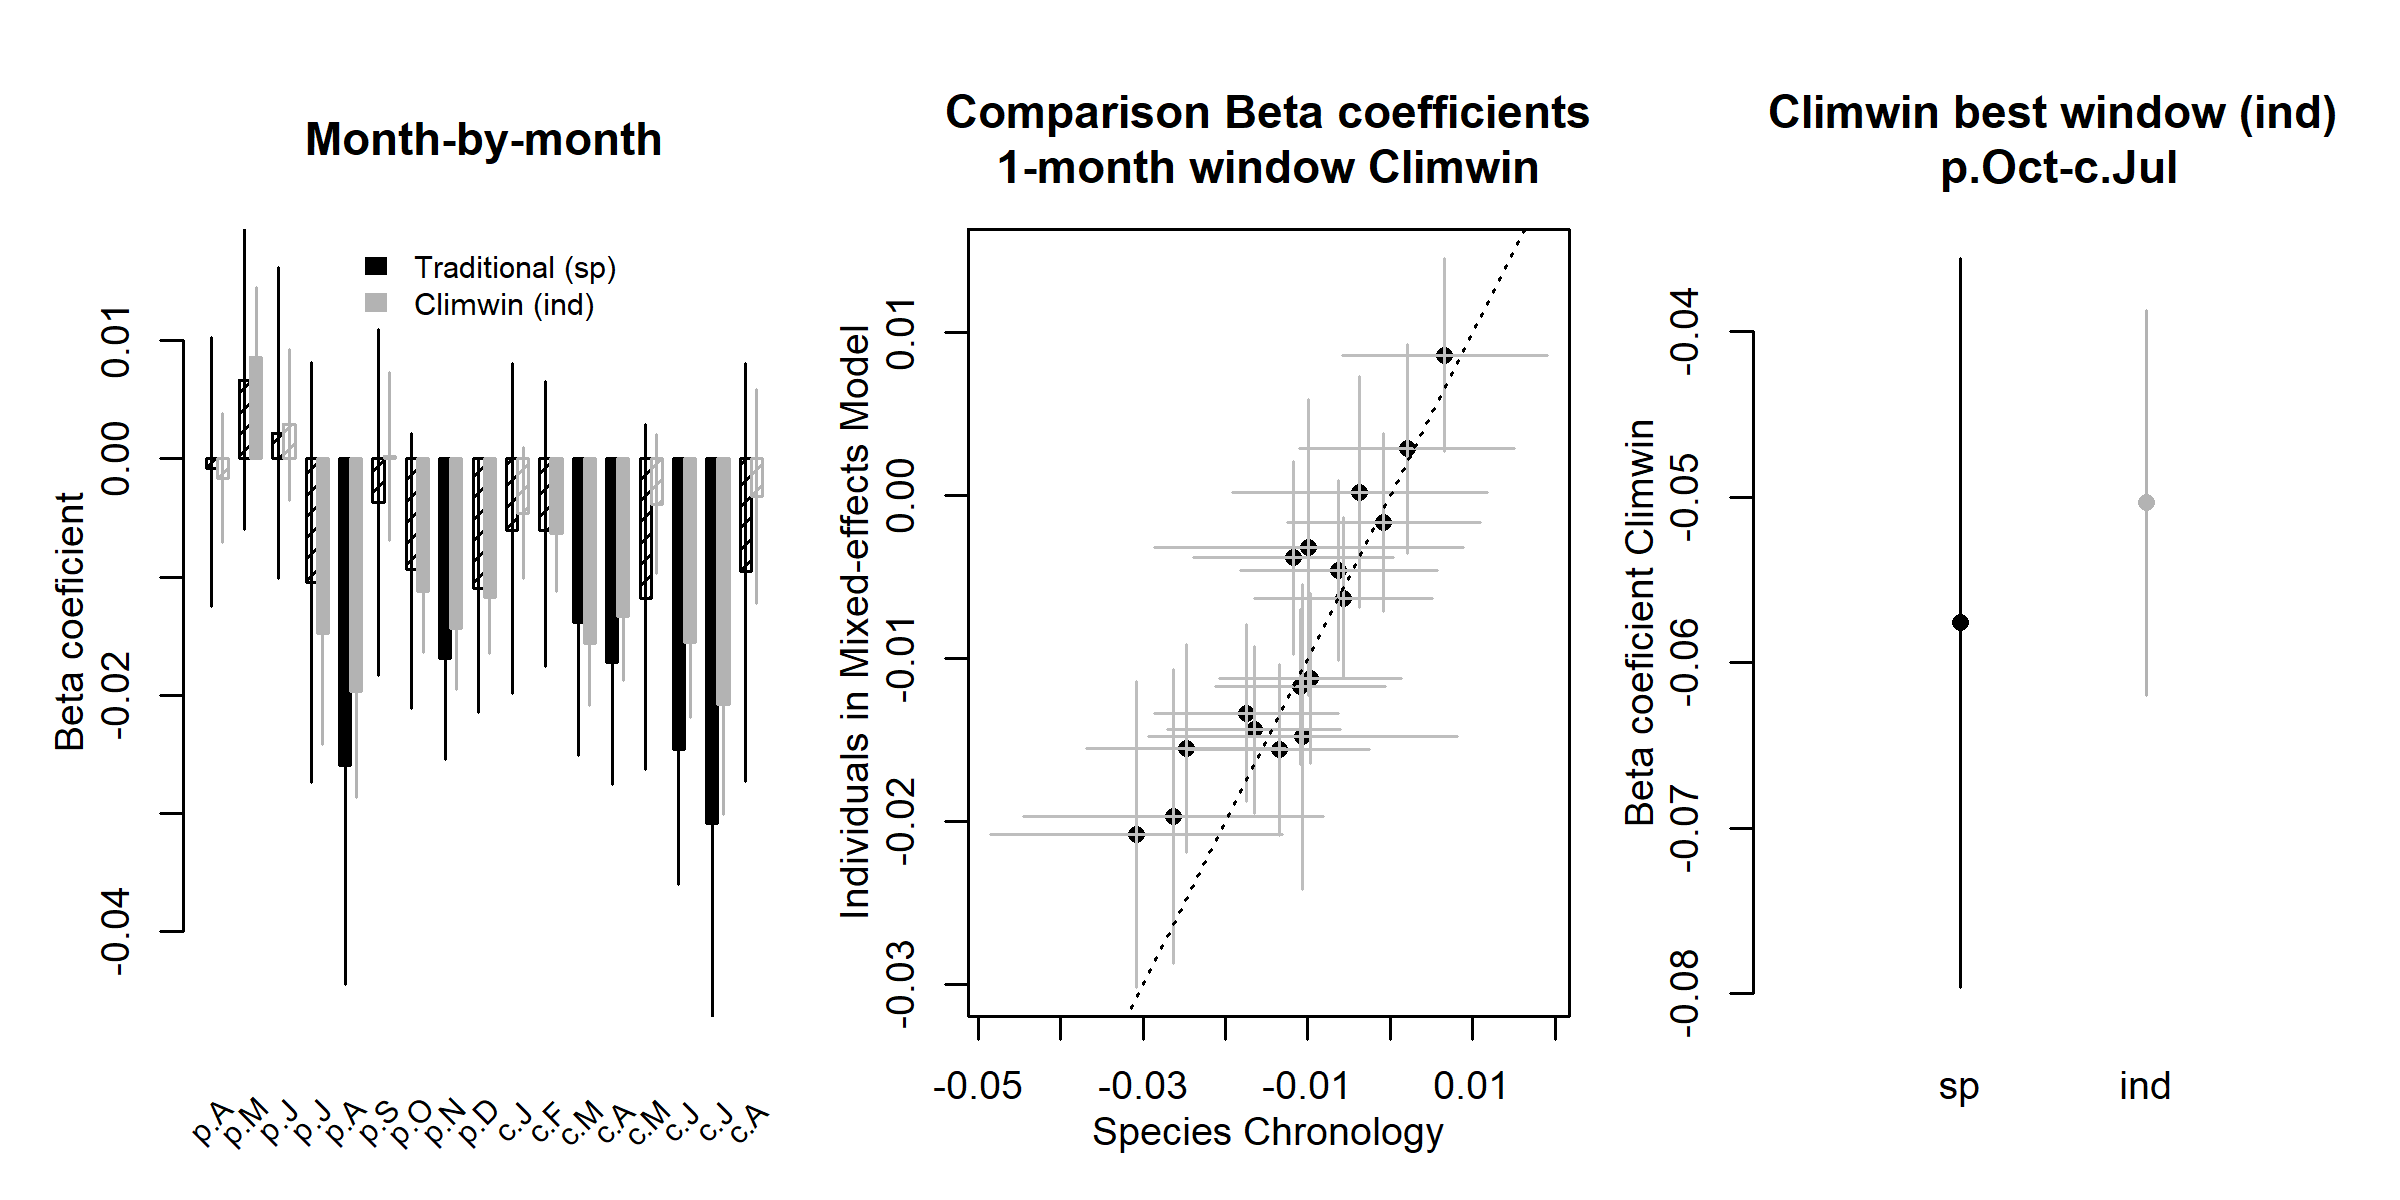 Month-by-month
Traditional (sp)
Climwin (ind)
Beta coeficient
0.01
0.00
-0.02
-0.04
p.A
p.M
p.J
p.J
p.A
p.S
p.O
p.N
p.D
c.J
c.F
c.M
c.A
c.M
c.J
c.J
c.A
Comparison Beta coefficients
1-month window Climwin
Individuals in Mixed-effects Model
0.01
0.00
-0.01
-0.02
-0.03
-0.05
-0.03
-0.01
0.01
Species Chronology
Climwin best window (ind)
p.Oct-c.Jul
Beta coeficient Climwin
-0.04
-0.05
-0.06
-0.07
-0.08
sp
ind